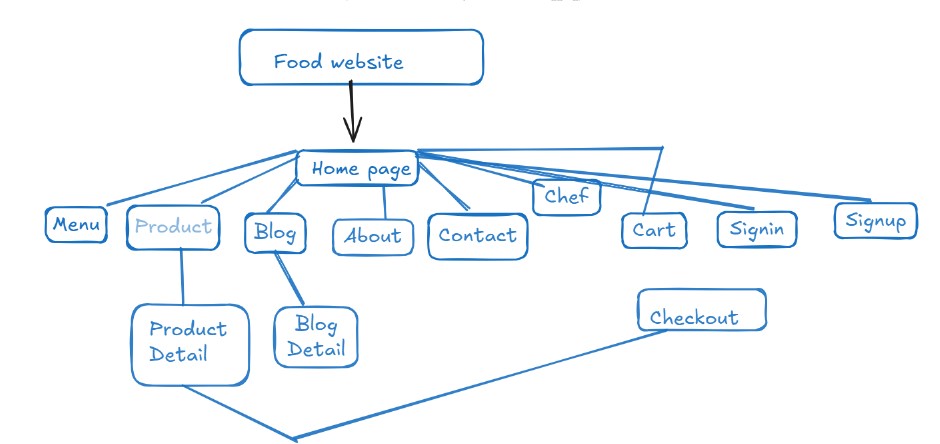 Food website
Home page
Menu
Product
Blog
About
Contact
Chef
Cart
Signin
Signup
Product
Detail
Blog
Detail
Checkout